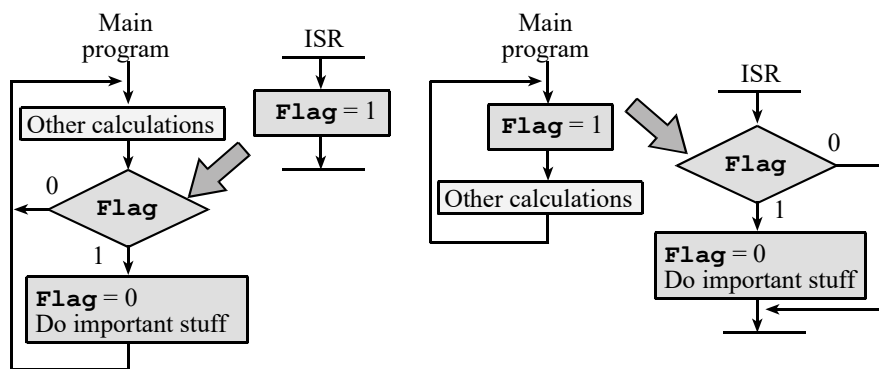 Main
program
ISR
Flag = 1
Other calculations
0
Flag
1
Flag = 0
Do important stuff
Main
program
ISR
Flag = 1
Flag
0
Other calculations
1
Flag = 0
Do important stuff